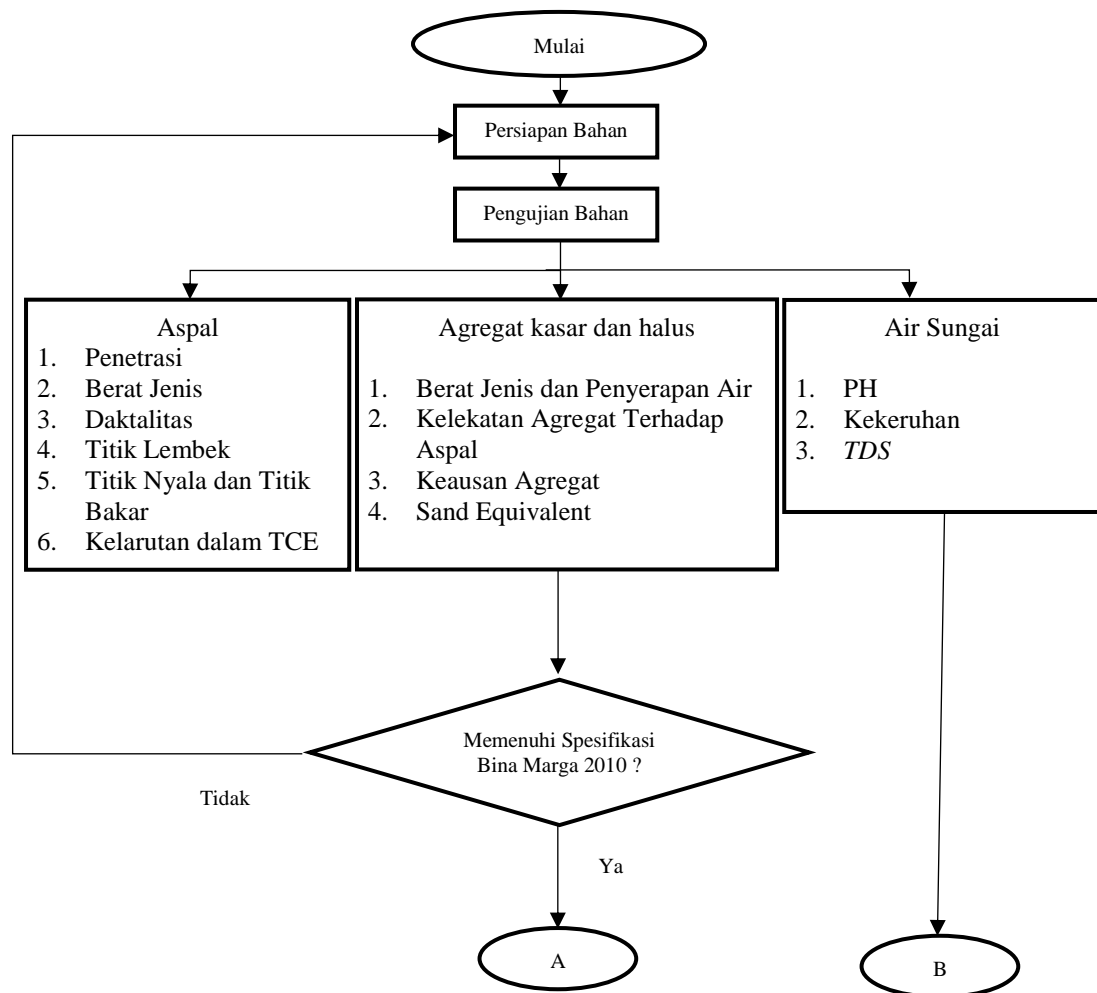 Mulai
Persiapan Bahan
Pengujian Bahan
Aspal
1. Penetrasi
2. Berat Jenis
3. Daktalitas
4. Titik Lembek
5. Titik Nyala dan Titik
Bakar
6. Kelarutan dalam TCE
Agregat kasar dan halus
1. Berat Jenis dan Penyerapan Air
2. Kelekatan Agregat Terhadap
Aspal
3. Keausan Agregat
4. Sand Equivalent
Air Sungai
1. PH
2. Kekeruhan
3. TDS
Memenuhi Spesifikasi
Bina Marga 2010 ?
Tidak
Ya
A
B